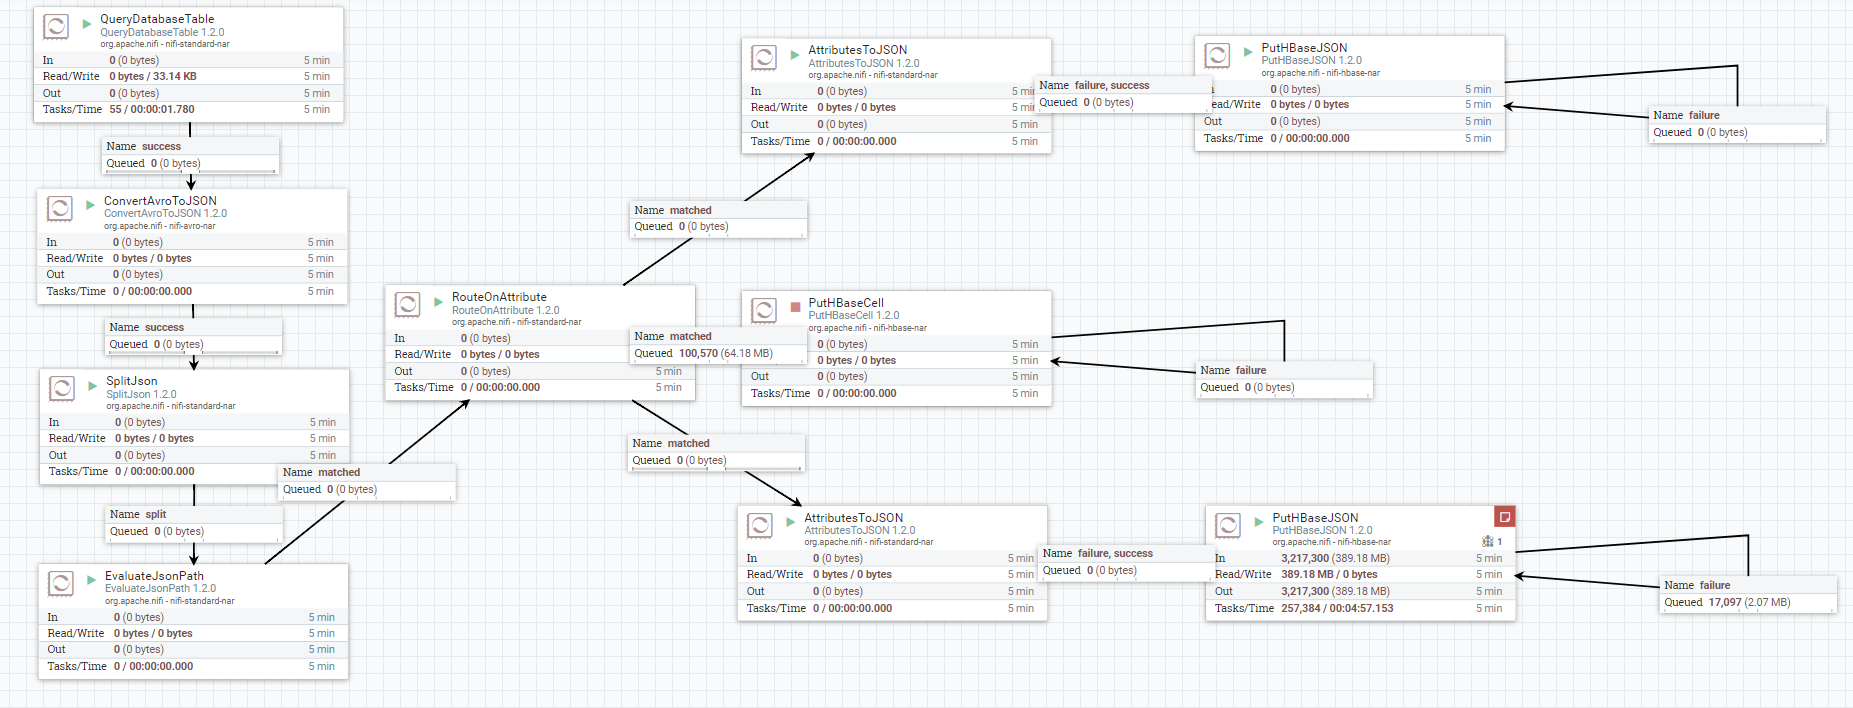 QueryDatabaseTable
QueryDatabaseTable 1.2.0
org.apache.nifi - nifi-standard-nar
In 0 (0 bytes) 5 min
Read/Write 0 bytes / 33.14 KB 5 min
Out 0 (0 bytes) 5 min
Tasks/Time 55 / 00:00:01.780 5 min
Name success
Queued 0 (0 bytes)
ConvertAvroToJSON
ConvertAvroToJSON 1.2.0
org.apache.nifi - nifi-avro-nar
In 0 (0 bytes) 5 min
Read/Write 0 bytes / 0 bytes 5 min
Out 0 (0 bytes) 5 min
Tasks/Time 0 / 00:00:00.000 5 min
Name success
Queued 0 (0 bytes)
SplitJson
SplitJson 1.2.0
org.apache.nifi - nifi-standard-nar
In 0 (0 bytes) 5 min
Read/Write 0 bytes / 0 bytes 5 min
Out 0 (0 bytes) 5 min
Tasks/Time 0 / 00:00:00.000
Name split
Queued 0 (0 bytes)
EvaluateJsonPath
EvaluateJsonPath 1.2.0
org.apache.nifi - nifi-standard-nar
In 0 (0 bytes) 5 min
Read/Write 0 bytes / 0 bytes 5 min
Out 0 (0 bytes) 5 min
Tasks/Time 0 / 00:00:00.000 5 min
Name matched
Queued 0 (0 bytes)
RouteOnAttribute
RouteOnAttribute 1.2.0
org.apache.nifi - nifi-standard-nar
In 0 (0 bytes)
Read/Write 0 bytes / 0 bytes
Out 0 (0 bytes) 5 min
Tasks/Time 0 / 00:00:00.000 5 min
Name matched
Queued 0 (0 bytes)
AttributesToJSON
AttributesToJSON 1.2.0
org.apache.nifi - nifi-standard-nar
In 0 (0 bytes) 5 min
Read/Write 0 bytes / 0 bytes 5 min
Out 0 (0 bytes) 5 min
Tasks/Time 0 / 00:00:00.000 5 min
Name failure, success
Queued 0 (0 bytes)
PutHBaseJSON
PutHBaseJSON 1.2.0
org.apache.nifi - nifi-hbase-nar
In 0 (0 bytes) 5 min
Read/Write 0 bytes / 0 bytes 5 min
Out 0 (0 bytes) 5 min
Tasks/Time 0 / 00:00:00.000 5 min
Name failure
Queued 0 (0 bytes)
Name matched
Queued 100,570 (64.18 MB)
PutHBaseCell
PutHBaseCell 1.2.0
org.apache.nifi - nifi-hbase-nar
0 (0 bytes) 5 min
0 bytes / 0 bytes 5 min
Out 0 (0 bytes) 5 min
Tasks/Time 0 / 00:00:00.000 5 min
Name failure
Queued 0 (0 bytes)
Name matched
Queued 0 (0 bytes)
AttributesToJSON
AttributesToJSON 1.2.0
org.apache.nifi - nifi-standard-nar
In 0 (0 bytes) 5 min
Read/Write 0 bytes / 0 bytes 5 min
Out 0 (0 bytes) 5 min
Tasks/Time 0 / 00:00:00.000 5 min
Name failure, success
Queued 0 (0 bytes)
PutHBaseJSON
PutHBaseJSON 1.2.0
org.apache.nifi - nifi-hbase-nar
1
In 3,217,300 (389.18 MB) 5 min
Read/Write 389.18 MB / 0 bytes 5 min
Out 3,217,300 (389.18 MB) 5 min
Tasks/Time 257,384 / 00:04:57.153 5 min
Name failure
Queued 17,097 (2.07 MB)